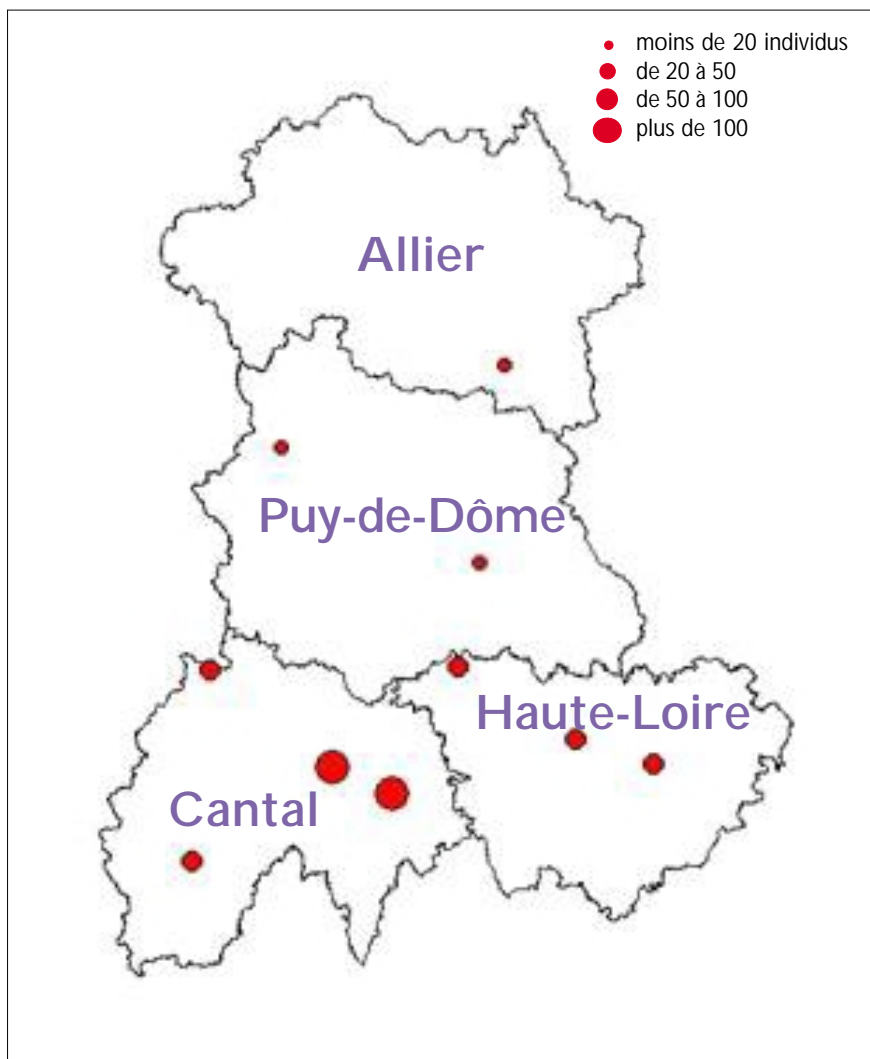 moins de 20 individus
de 20 à 50
de 50 à 100
plus de 100
Allier
Puy-de-Dôme
Haute-Loire
Cantal